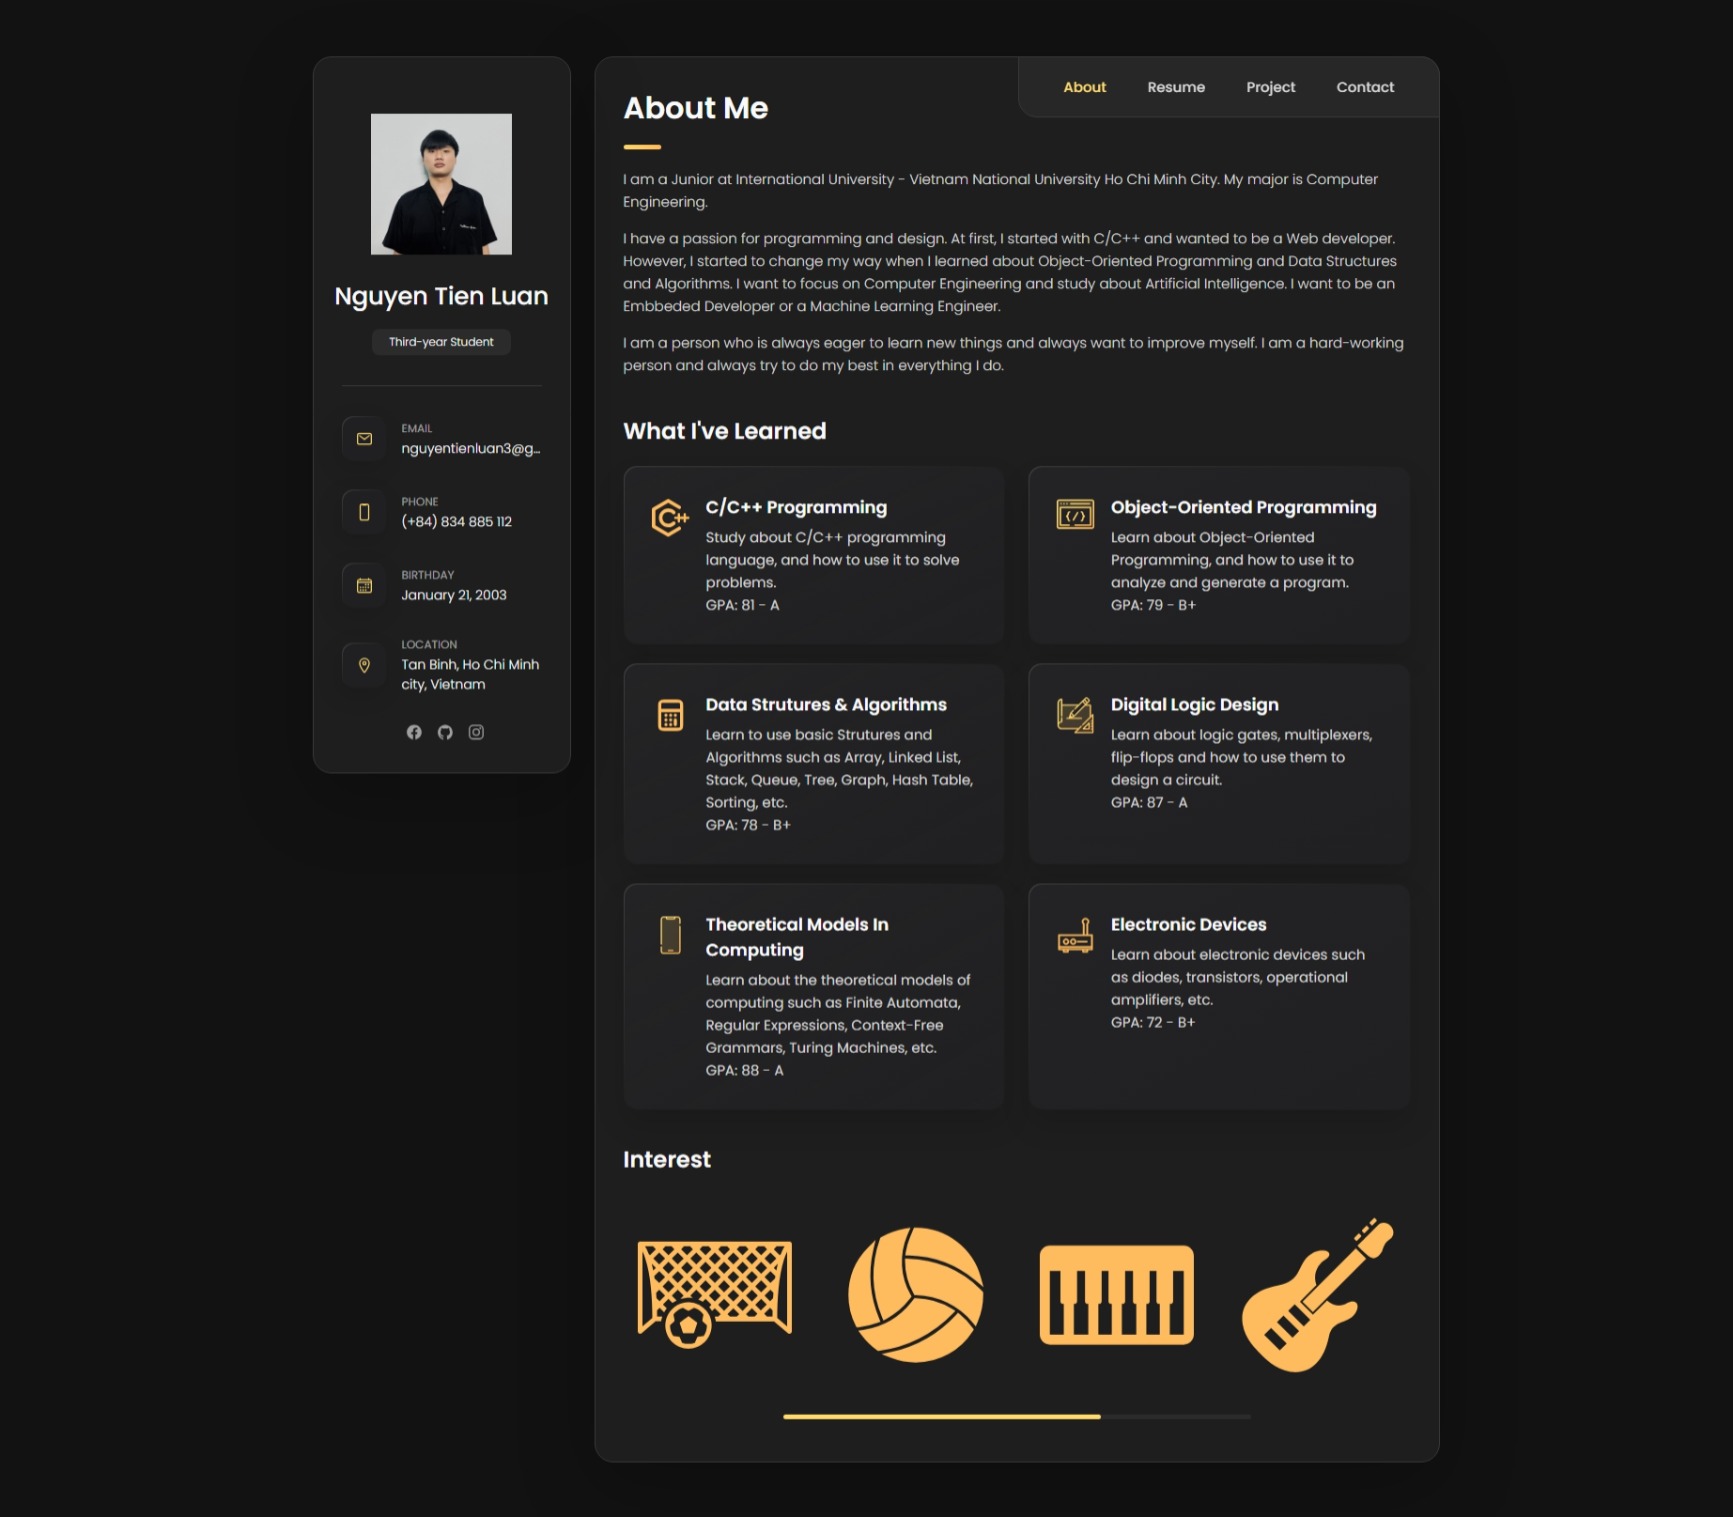 Nguyen Tien Luan
Third-year Student
EMAIL
nguyentienluan3@g...
PHONE
(+84) 834 885 112
BIRTHDAY
January 21, 2003
LOCATION
Tan Binh, Ho Chi Minh
city, Vietnam
About
Resume
Project
Contact
About Me
I am a Junior at International University - Vietnam National University Ho Chi Minh City. My major is Computer
Engineering.
I have a passion for programming and design. At first, I started with C/C++ and wanted to be a Web developer.
However, I started to change my way when I learned about Object-Oriented Programming and Data Structures
and Algorithms. I want to focus on Computer Engineering and study about Artificial Intelligence. I want to be an
Embbeded Developer or a Machine Learning Engineer.
I am a person who is always eager to learn new things and always want to improve myself. I am a hard-working
person and always try to do my best in everything I do.
What I've Learned
C/C++ Programming
Study about C/C++ programming
language, and how to use it to solve
problems.
GPA: 81 - A
Object-Oriented Programming
Learn about Object-Oriented
Programming, and how to use it to
analyze and generate a program.
GPA: 79 - B+
Data Strutures & Algorithms
Learn to use basic Strutures and
Algorithms such as Array, Linked List,
Stack, Queue, Tree, Graph, Hash Table,
Sorting, etc.
GPA: 78 - B+
Digital Logic Design
Learn about logic gates, multiplexers,
flip-flops and how to use them to
design a circuit.
GPA: 87 - A
Theoretical Models In
Computing
Learn about the theoretical models of
computing such as Finite Automata,
Regular Expressions, Context-Free
Grammars, Turing Machines, etc.
GPA: 88 - A
Electronic Devices
Learn about electronic devices such
as diodes, transistors, operational
amplifiers, etc.
GPA: 72 - B+
Interest